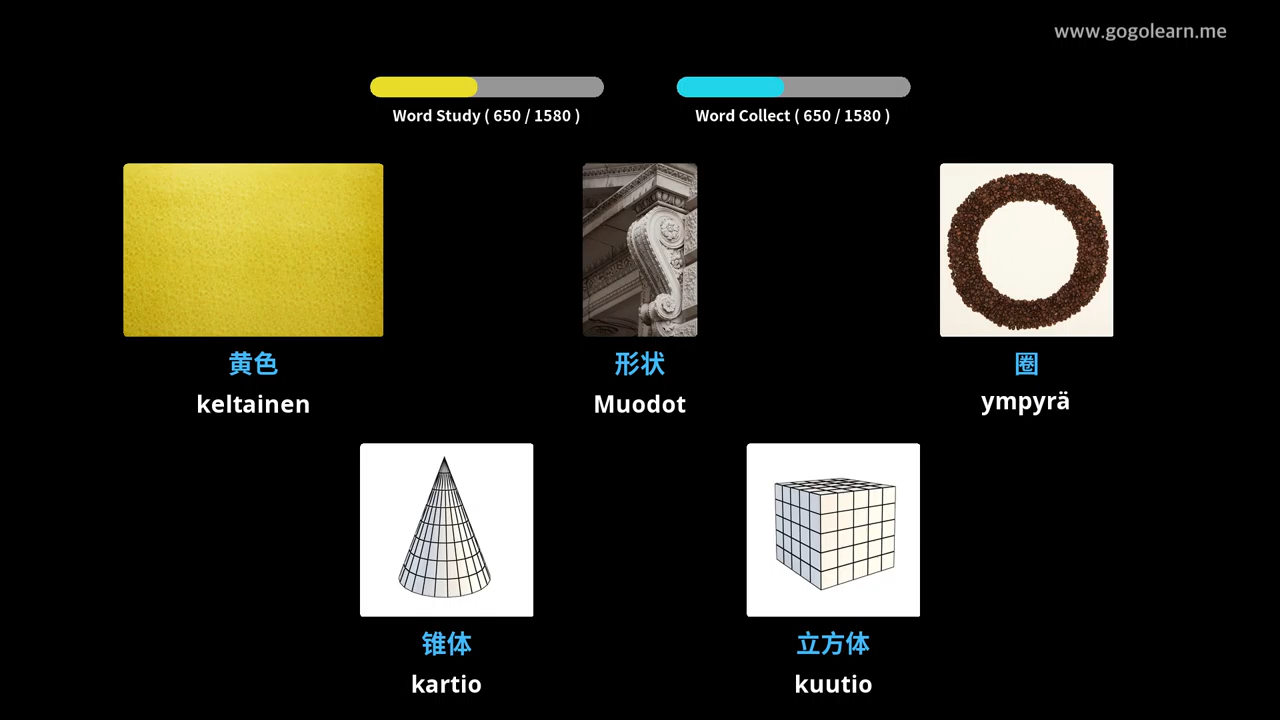 www.gogolearn.me
Word Study ( 650 / 1580 )
Word Collect ( 650 / 1580 )
黄色
形状
圈
keltainen
Muodot
ympyrä
锥体
立方体
kartio
kuutio